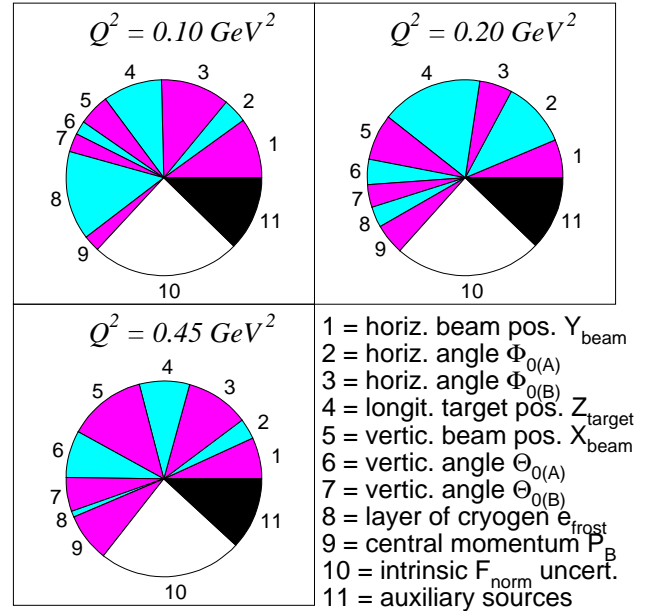 Q² = 0.10 GeV²
4
3
5
2
6
7
1
8
11
9
10
Q² = 0.20 GeV²
4
3
2
5
1
6
7
8
11
9
10
Q² = 0.45 GeV²
4
5
3
2
6
1
7
8
11
9
10
1 = horiz. beam pos. Y_beam
2 = horiz. angle Φ_0(A)
3 = horiz. angle Φ_0(B)
4 = longit. target pos. Z_target
5 = vertic. beam pos. X_beam
6 = vertic. angle Θ_0(A)
7 = vertic. angle Θ_0(B)
8 = layer of cryogen e_frost
9 = central momentum P_B
10 = intrinsic F_norm uncert.
11 = auxiliary sources